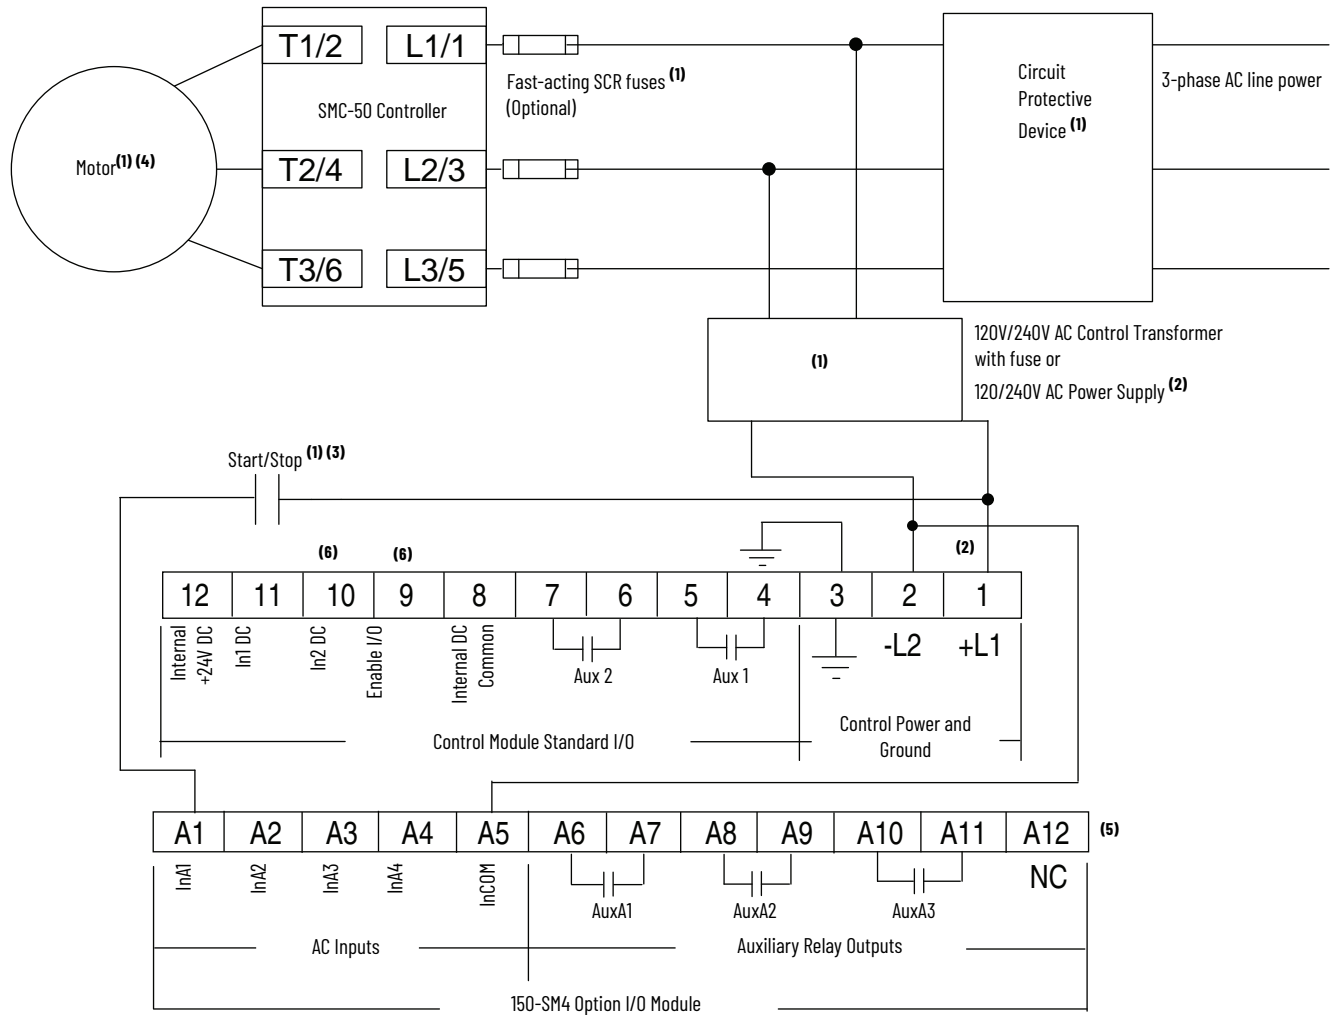 T1/2
L1/1
Fast-acting SCR fuses (1)
(Optional)
SMC-50 Controller
Motor(1) (4)
T2/4
L2/3
T3/6
L3/5
Circuit
Protective
Device (1)
3-phase AC line power
(1)
120V/240V AC Control Transformer
with fuse or
120/240V AC Power Supply (2)
Start/Stop (1) (3)
(6)
(6)
(2)
12
11
10
9
8
7
6
5
4
3
2
1
Internal
+24V DC
In1 DC
In2 DC
Enable I/O
Internal DC
Common
Aux 2
Aux 1
-L2
+L1
Control Module Standard I/O
Control Power and
Ground
A1
A2
A3
A4
A5
A6
A7
A8
A9
A10
A11
A12
(5)
InA1
InA2
InA3
InA4
InCOM
AuxA1
AuxA2
AuxA3
NC
AC Inputs
Auxiliary Relay Outputs
150-SM4 Option I/O Module